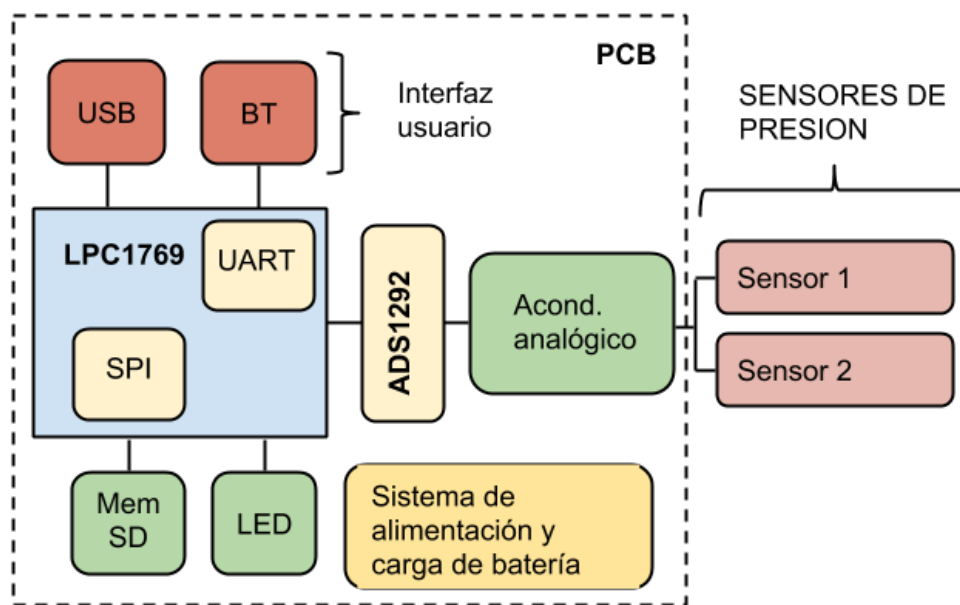 PCB
USB
BT
Interfaz
usuario
SENSORES DE
PRESION
LPC1769
UART
SPI
ADS1292
Acond.
analógico
Sensor 1
Sensor 2
Mem
SD
LED
Sistema de
alimentación y
carga de batería